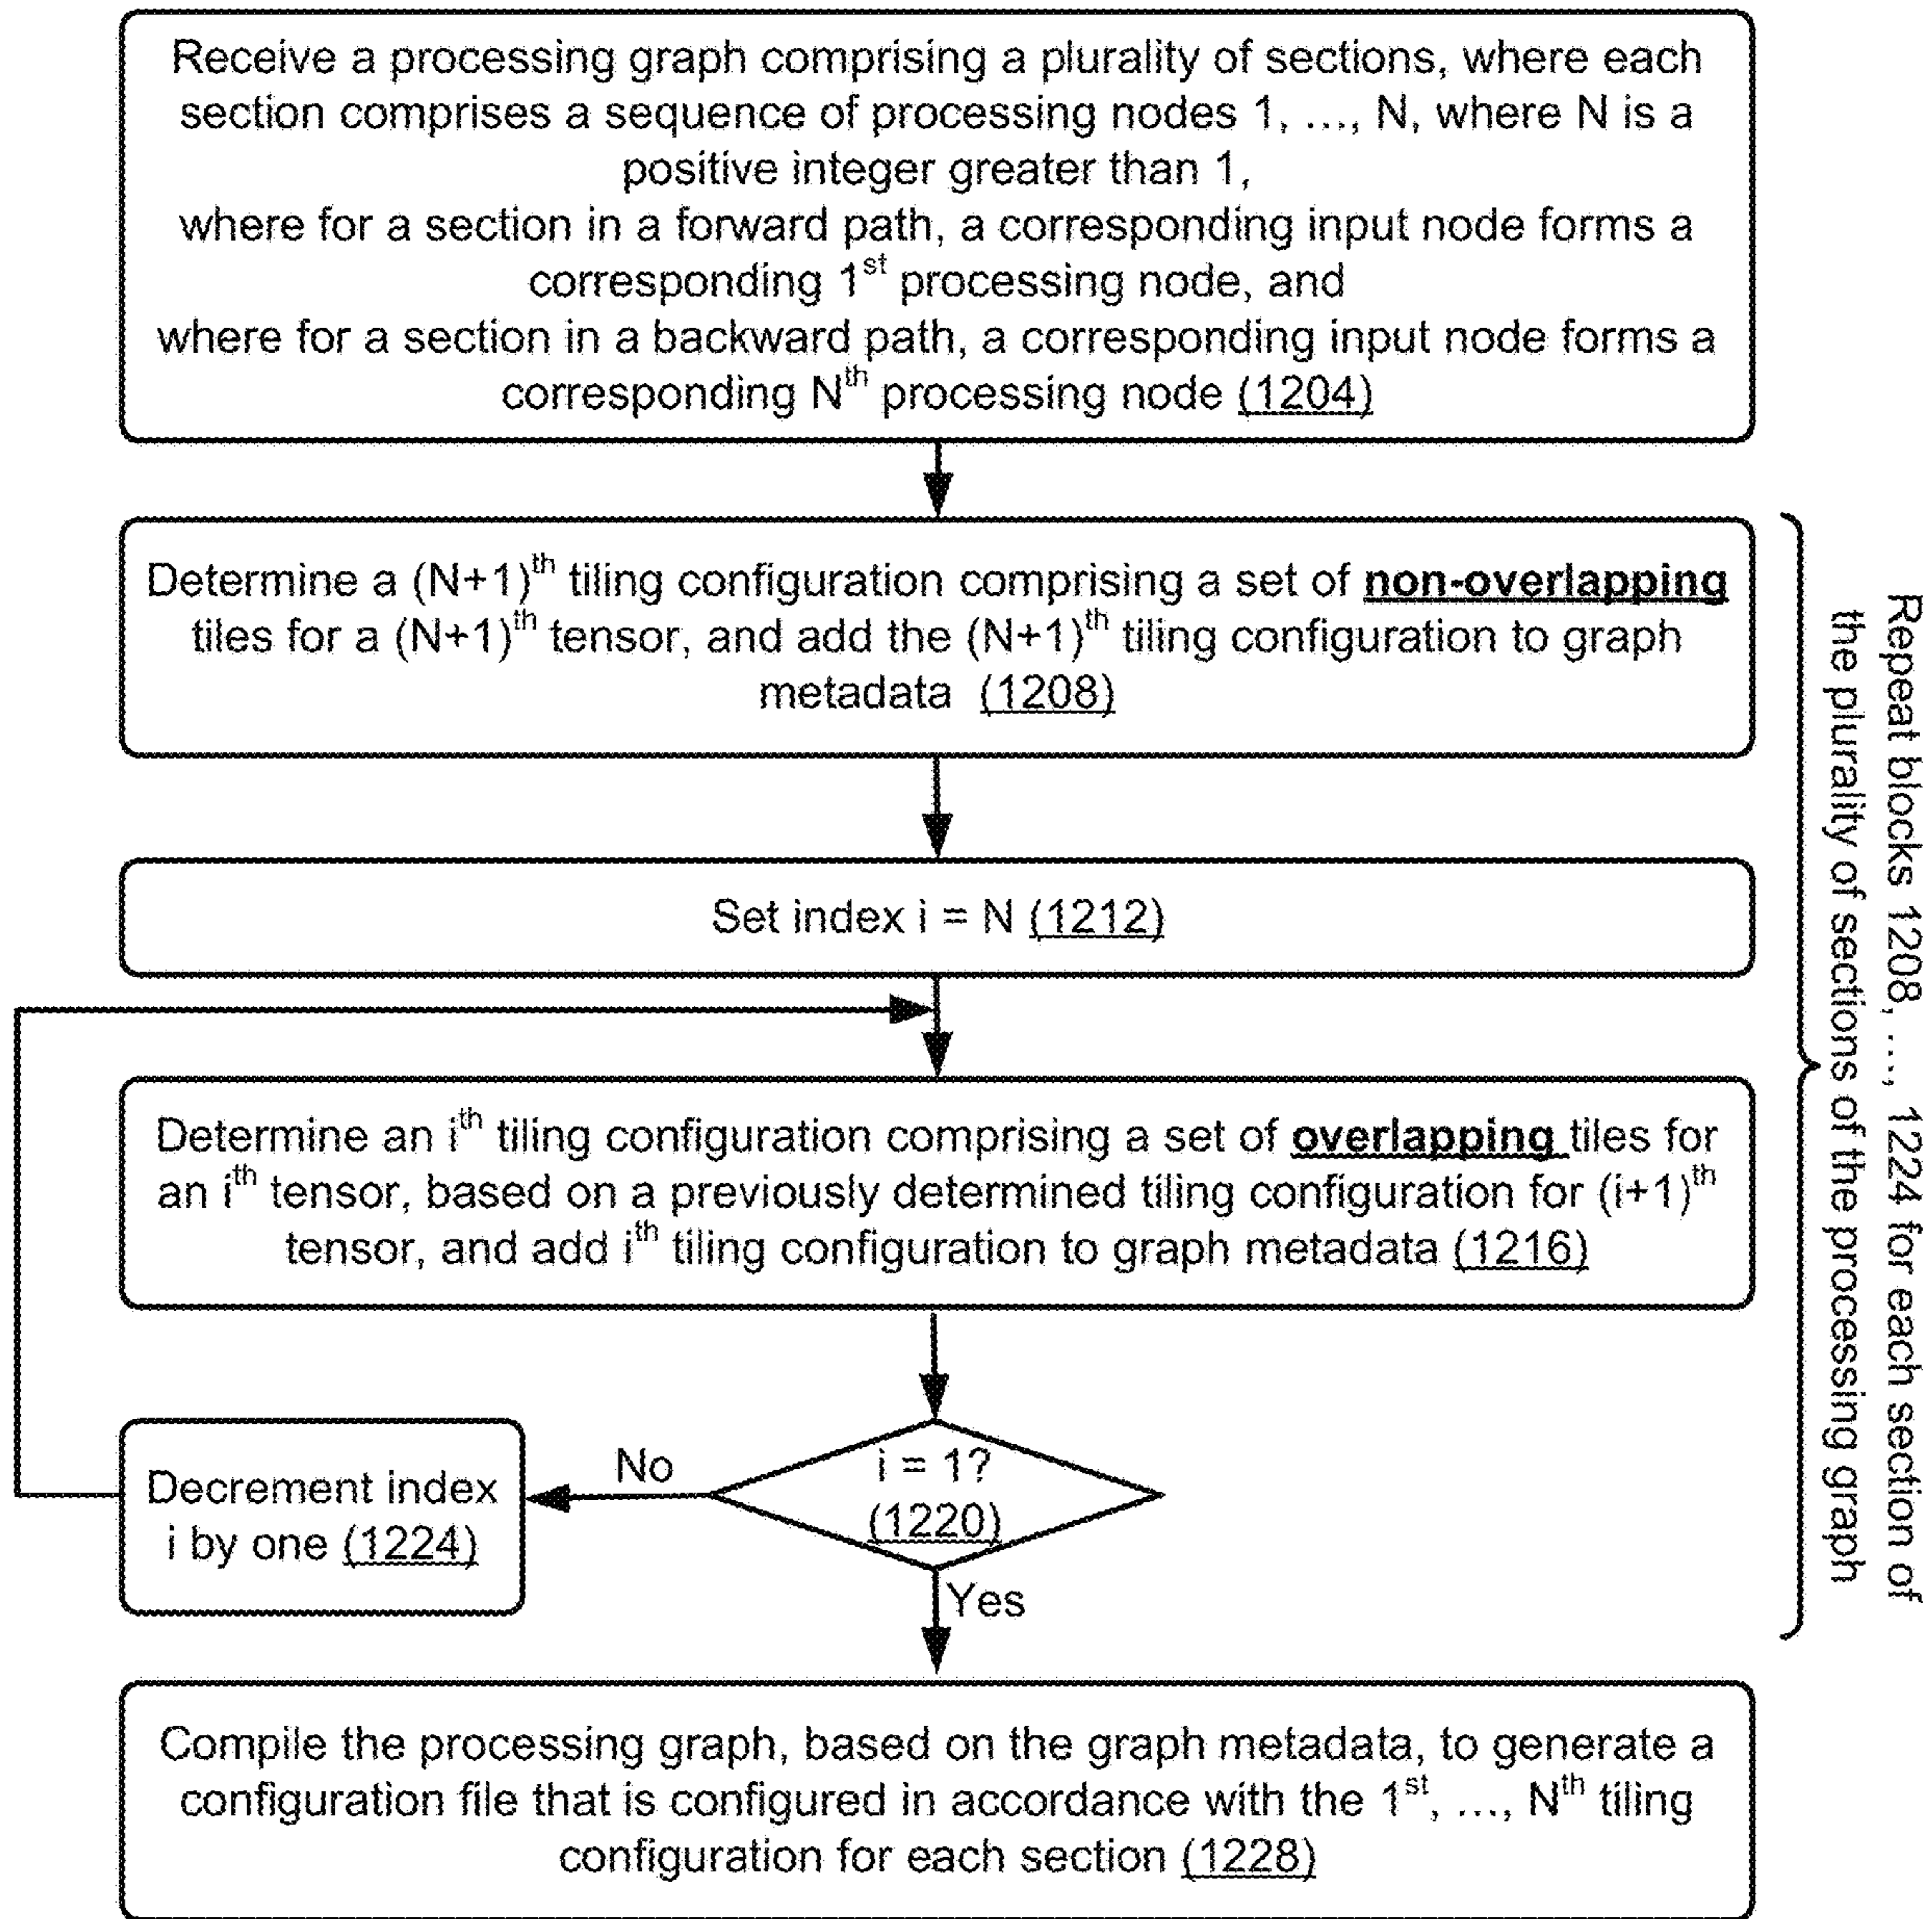 Receive a processing graph comprising a plurality of sections, where each
section comprises a sequence of processing nodes 1, ..., N, where N is a
positive integer greater than 1,
where for a section in a forward path, a corresponding input node forms a
corresponding 1st processing node, and
where for a section in a backward path, a corresponding input node forms a
corresponding Nth processing node (1204)
Determine a (N+1)th tiling configuration comprising a set of non-overlapping
tiles for a (N+1)th tensor, and add the (N+1)th tiling configuration to graph
metadata (1208)
Set index i = N (1212)
Determine an ith tiling configuration comprising a set of overlapping tiles for
an ith tensor, based on a previously determined tiling configuration for (i+1)th
tensor, and add ith tiling configuration to graph metadata (1216)
i = 1?
(1220)
No
Decrement index
i by one (1224)
Yes
Compile the processing graph, based on the graph metadata, to generate a
configuration file that is configured in accordance with the 1st, ..., Nth tiling
configuration for each section (1228)
Repeat blocks 1208, ..., 1224 for each section of
the plurality of sections of the processing graph